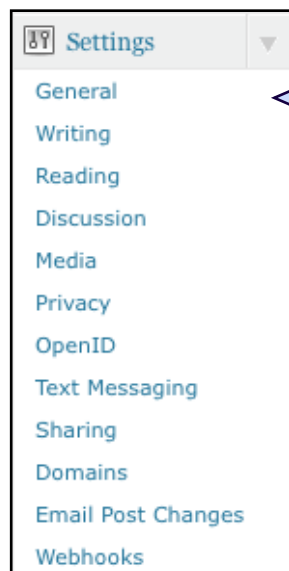 Settings
General
Writing
Reading
Discussion
Media
Privacy
OpenID
Text Messaging
Sharing
Domains
Email Post Changes
Webhooks